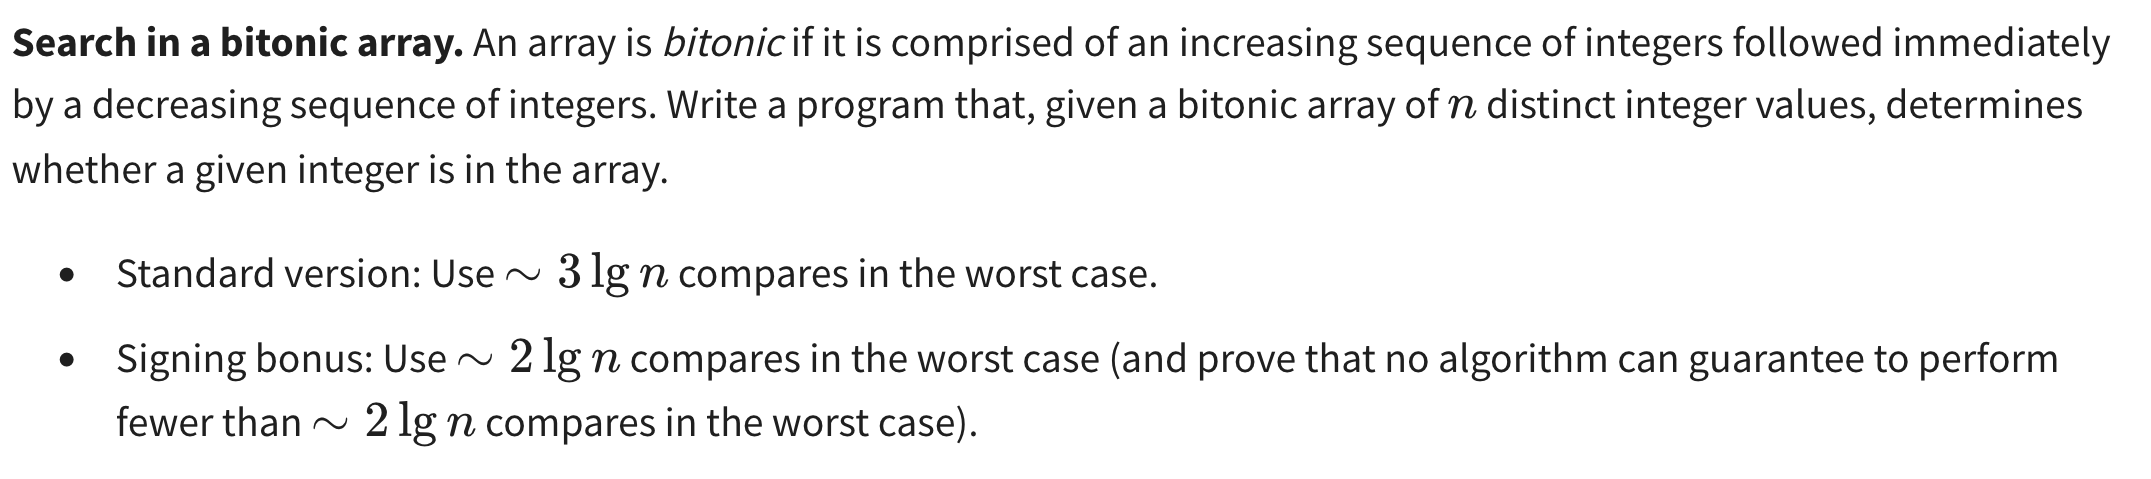 Search in a bitonic array. An array is bitonic if it is comprised of an increasing sequence of integers followed immediately
by a decreasing sequence of integers. Write a program that, given a bitonic array of n distinct integer values, determines
whether a given integer is in the array.
• Standard version: Use ∼ 3 lg n compares in the worst case.
• Signing bonus: Use ∼ 2 lg n compares in the worst case (and prove that no algorithm can guarantee to perform
fewer than ∼ 2 lg n compares in the worst case).